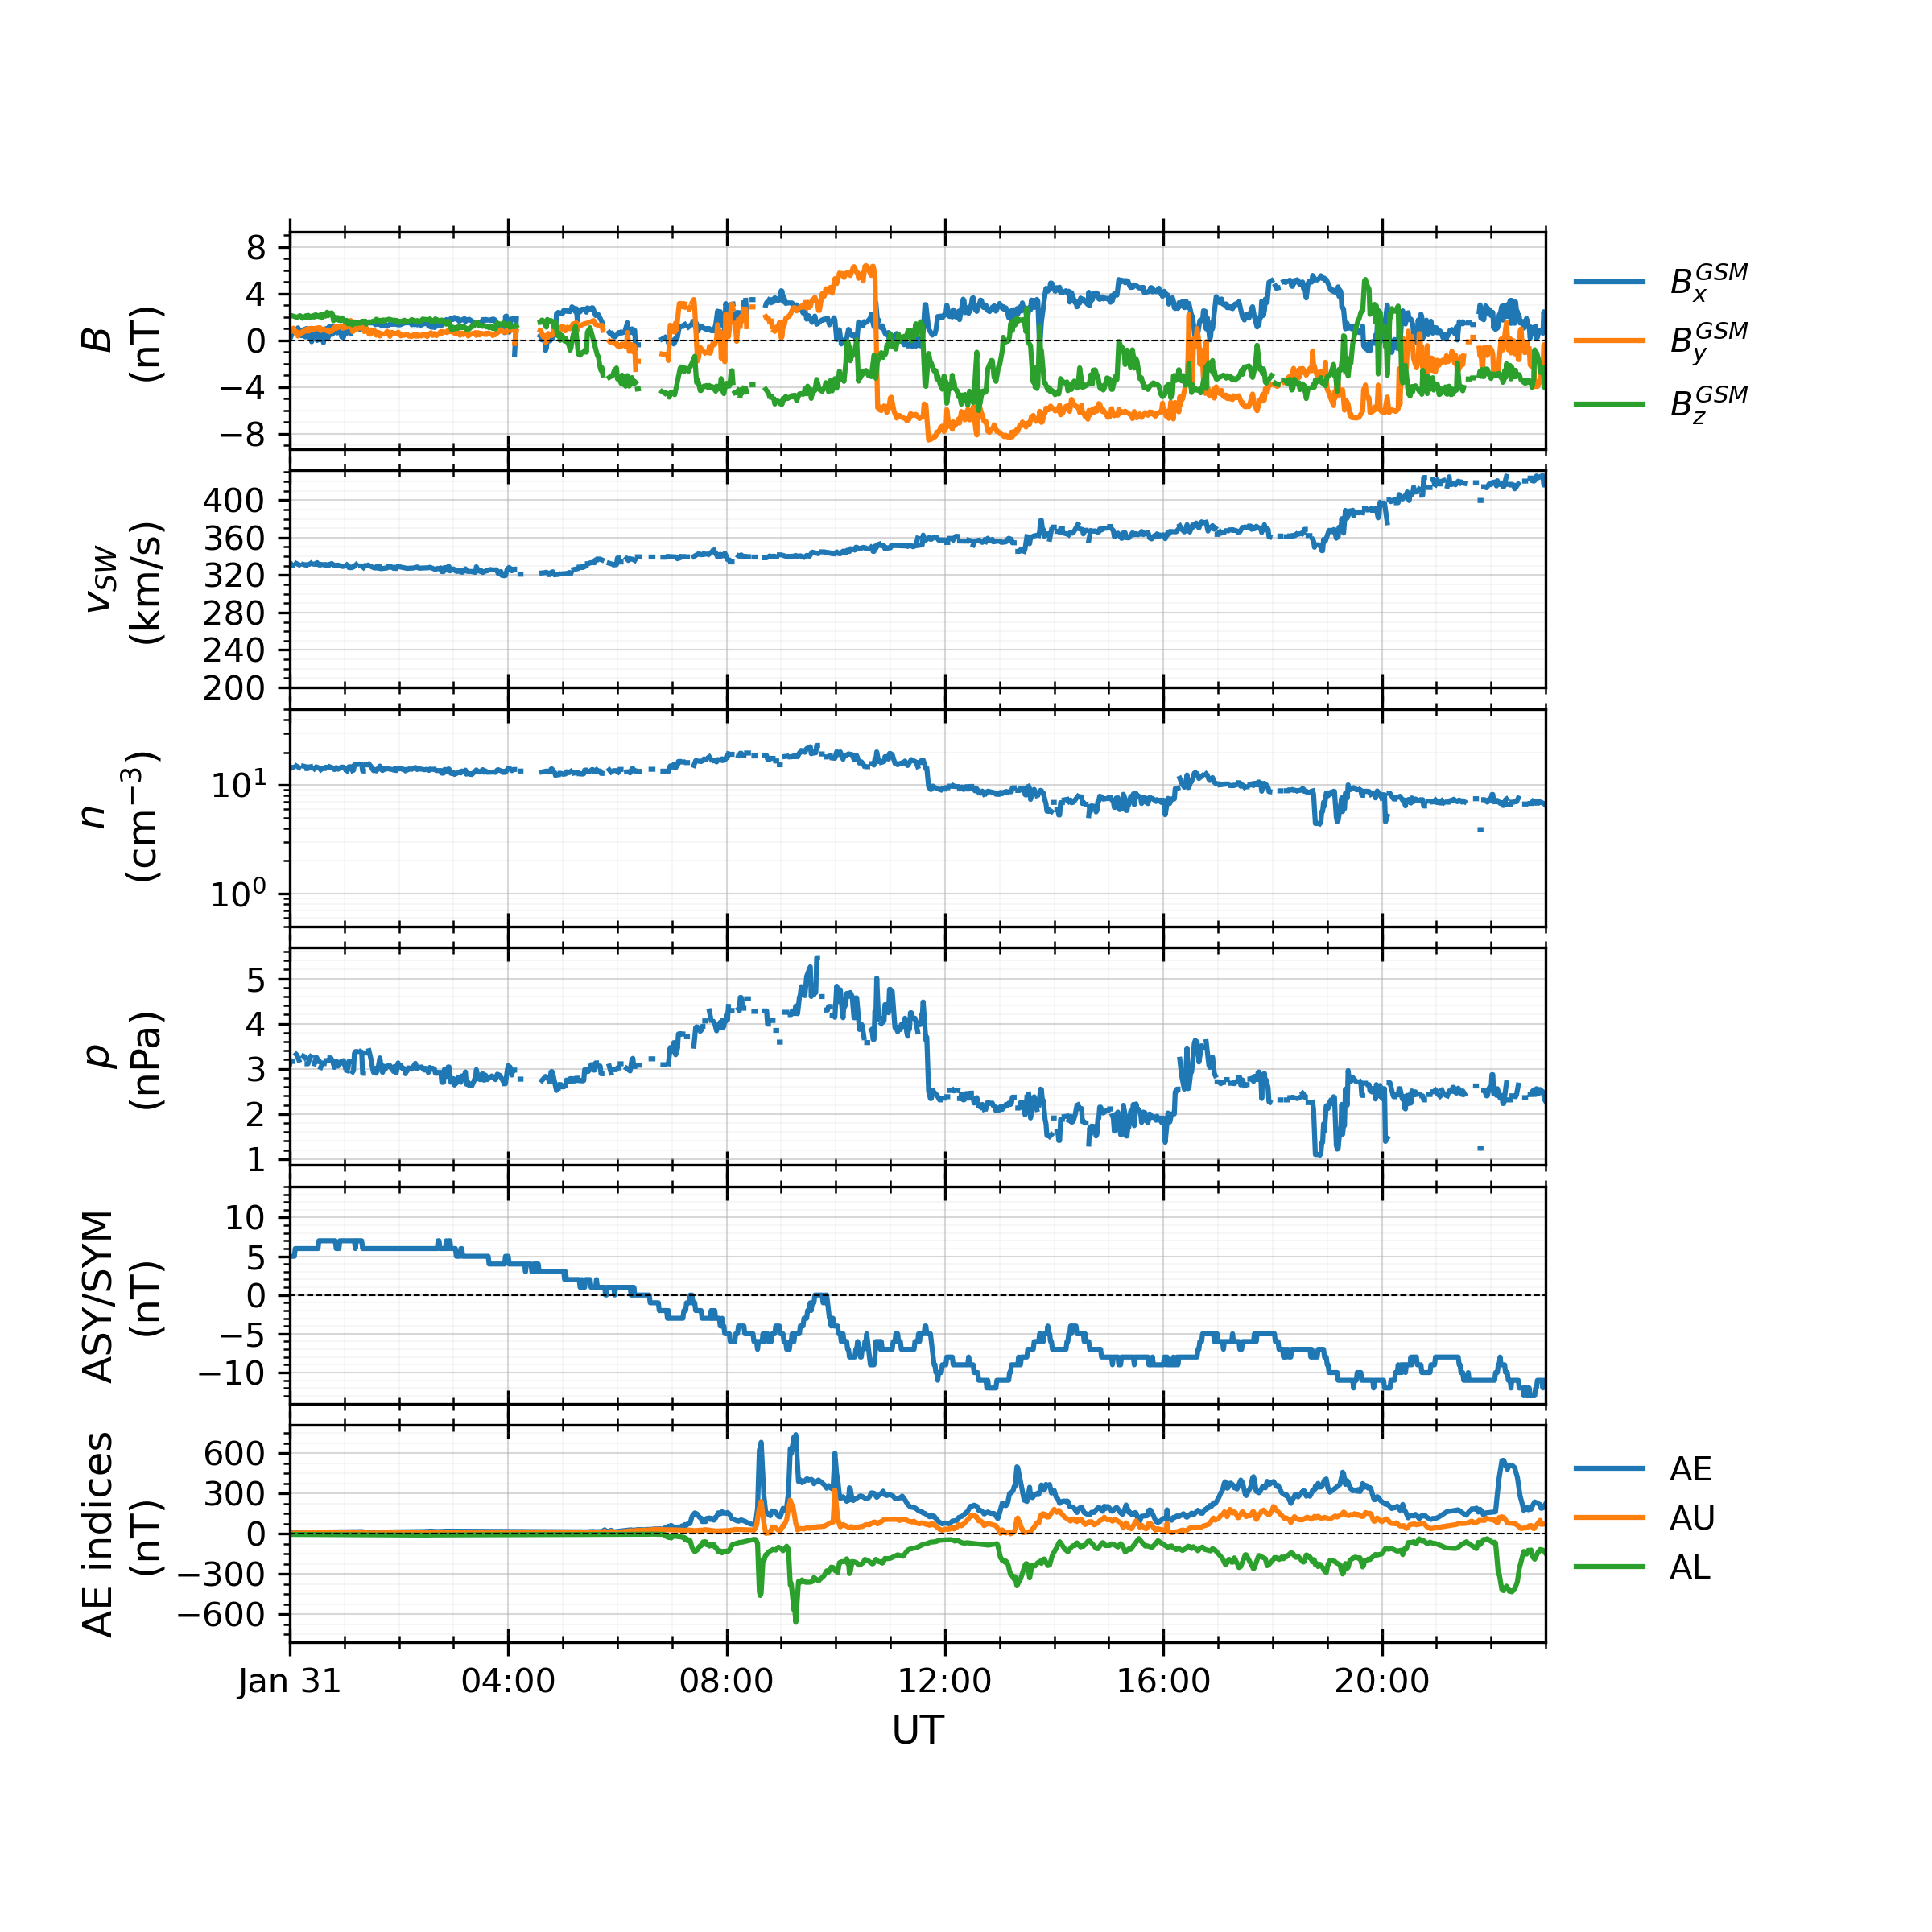 B
(nT)
8
4
0
−4
−8
B_x^{GSM}
B_y^{GSM}
B_z^{GSM}
v_{SW}
(km/s)
400
360
320
280
240
200
n
(cm^{−3})
10^1
10^0
p
(nPa)
5
4
3
2
1
ASY/SYM
(nT)
10
5
0
−5
−10
AE indices
(nT)
600
300
0
−300
−600
AE
AU
AL
Jan 31 04:00 08:00 12:00 16:00 20:00
UT